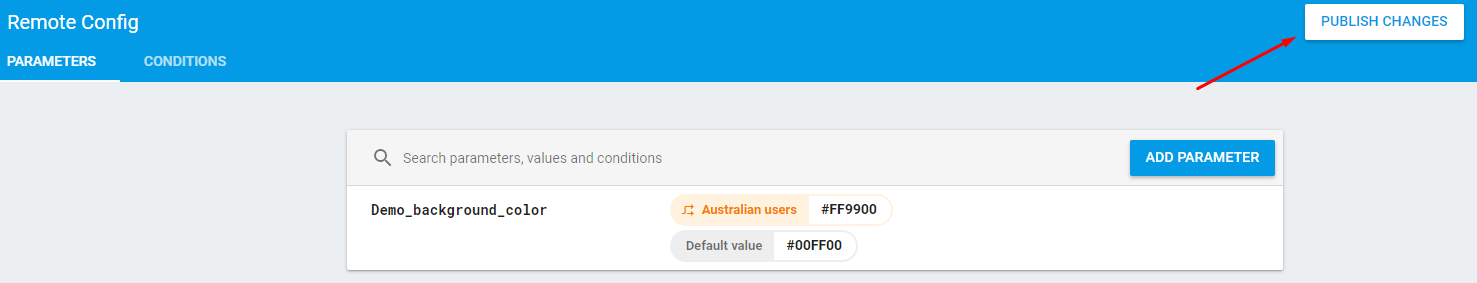 Remote Config
PUBLISH CHANGES
PARAMETERS CONDITIONS
Search parameters, values and conditions
ADD PARAMETER
Demo_background_color Australian users #FF9900
Default value #00FF00